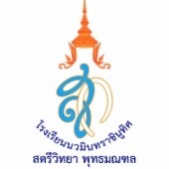 โรงเรียนนวมินทราชินูทิศ
สตรีวิทยา พุทธมณฑล